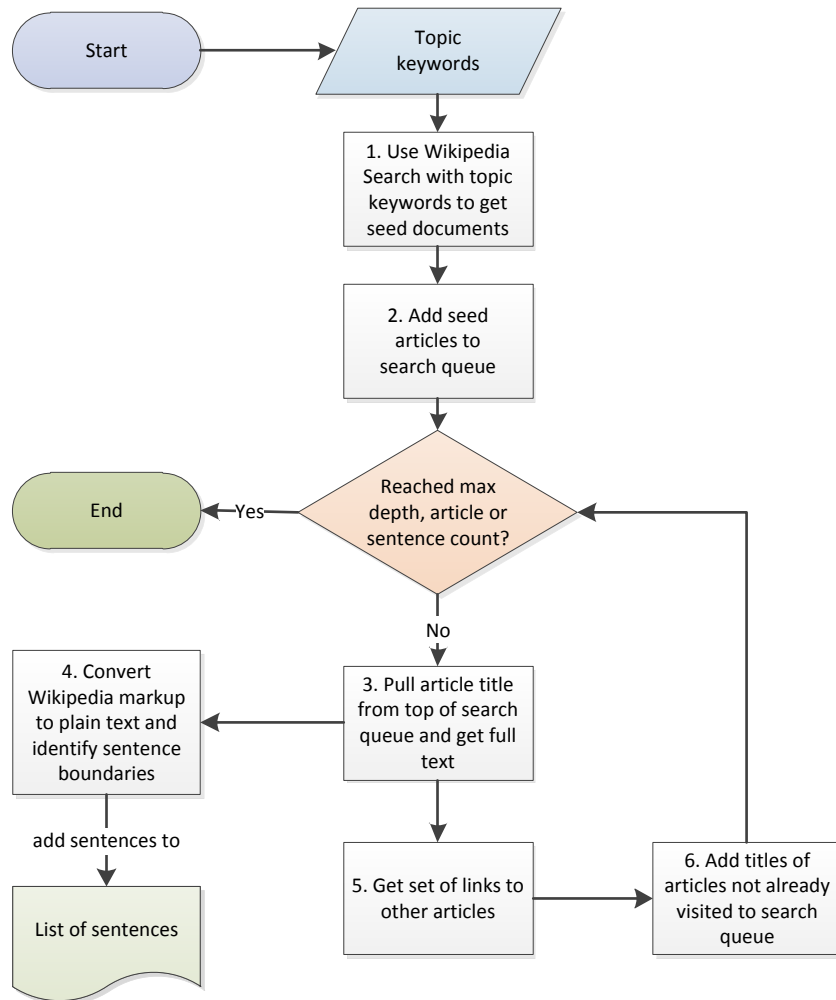 Start
Topic
keywords
1. Use Wikipedia
Search with topic
keywords to get
seed documents
2. Add seed
articles to
search queue
Reached max
depth, article or
sentence count?
Yes
End
No
3. Pull article title
from top of search
queue and get full
text
4. Convert
Wikipedia markup
to plain text and
identify sentence
boundaries
add sentences to
List of sentences
5. Get set of links to
other articles
6. Add titles of
articles not already
visited to search
queue